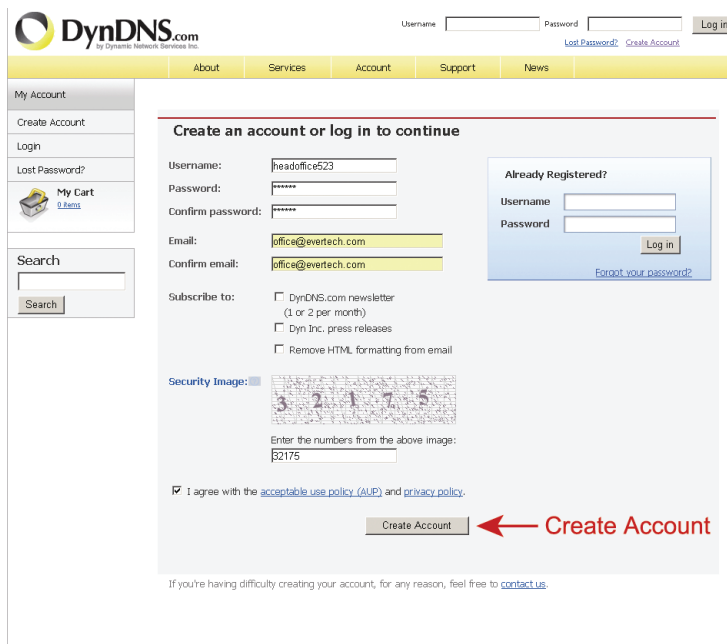 DynDNS.com
by Dynamic Network Services Inc.
Username
Password
Log in
Lost Password? Create Account
About Services Account Support News
My Account
Create Account
Login
Lost Password?
My Cart
0 items
Search
Search
Create an account or log in to continue
Username: headoffice523
Password: ******
Confirm password: ******
Email: office@evertech.com
Confirm email: office@evertech.com
Subscribe to: DynDNS.com newsletter
(1 or 2 per month)
Dyn Inc. press releases
Remove HTML formatting from email
Security Image:
3 2 1 7 5
Enter the numbers from the above image:
32175
I agree with the acceptable use policy (AUP) and privacy policy.
Create Account
Create Account
Already Registered?
Username
Password
Log in
Forgot your password?
If you're having difficulty creating your account, for any reason, feel free to contact us.